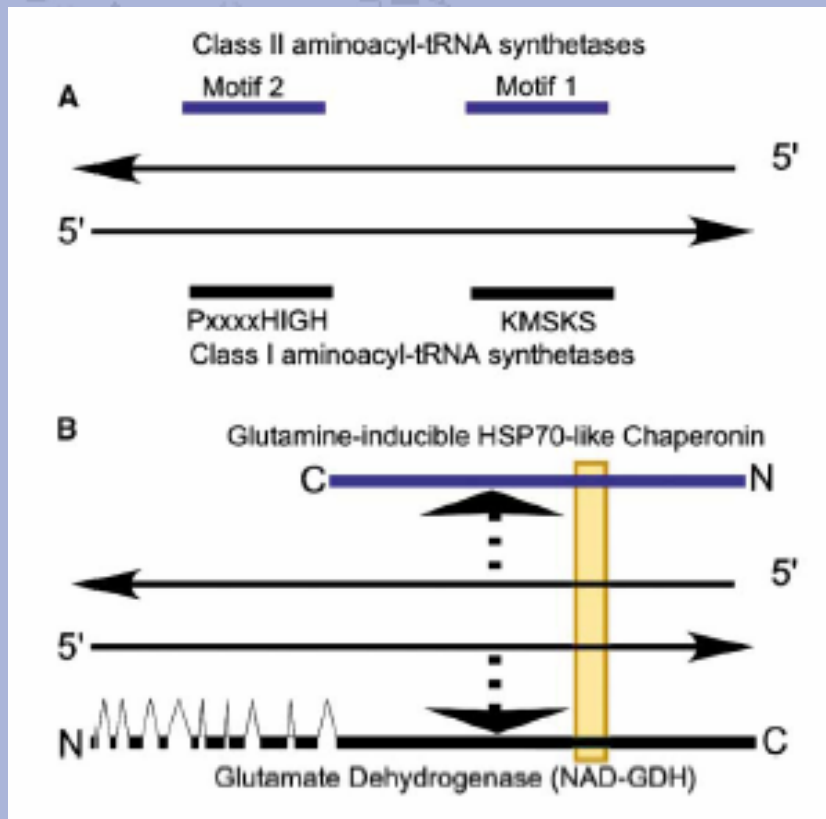 Class II aminoacyl-tRNA synthetases
A
Motif 2
Motif 1
5'
5'
PxxxxHIGH
KMSKS
Class I aminoacyl-tRNA synthetases
B
Glutamine-inducible HSP70-like Chaperonin
C
N
5'
5'
N
C
Glutamate Dehydrogenase (NAD-GDH)